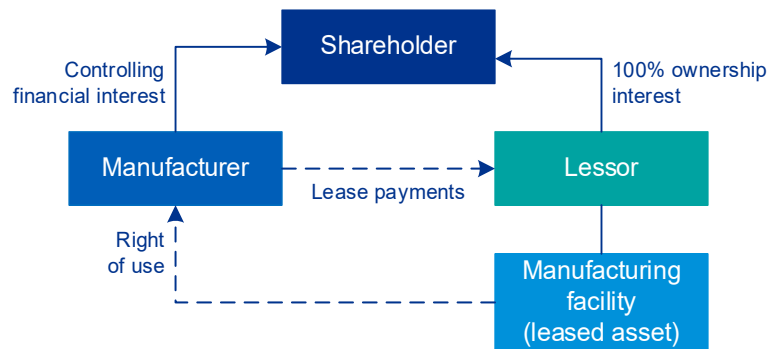 Shareholder
Controlling
financial interest
100% ownership
interest
Manufacturer
Lease payments
Lessor
Right
of use
Manufacturing
facility
(leased asset)